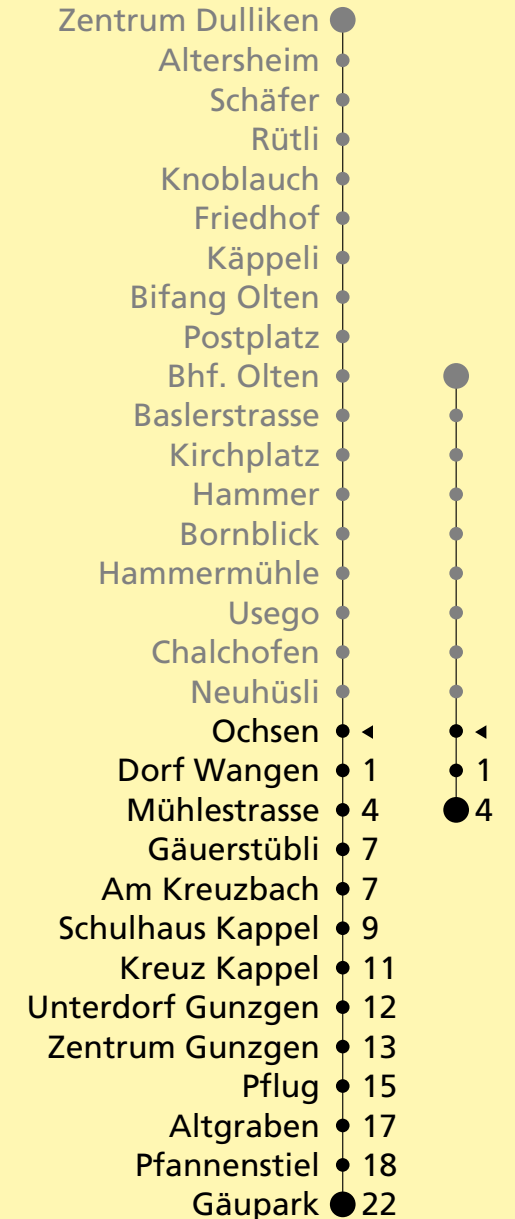 Zentrum Dulliken
Altersheim
Schäfer
Rütli
Knoblauch
Friedhof
Käppeli
Bifang Olten
Postplatz
Bhf. Olten
Baslerstrasse
Kirchplatz
Hammer
Bornblick
Hammermühle
Usego
Chalchofen
Neuhüsli
Ochsen
Dorf Wangen 1 1
Mühlestrasse 4 4
Gäuerstübli 7
Am Kreuzbach 7
Schulhaus Kappel 9
Kreuz Kappel 11
Unterdorf Gunzgen 12
Zentrum Gunzgen 13
Pflug 15
Altgraben 17
Pfannenstiel 18
Gäupark 22